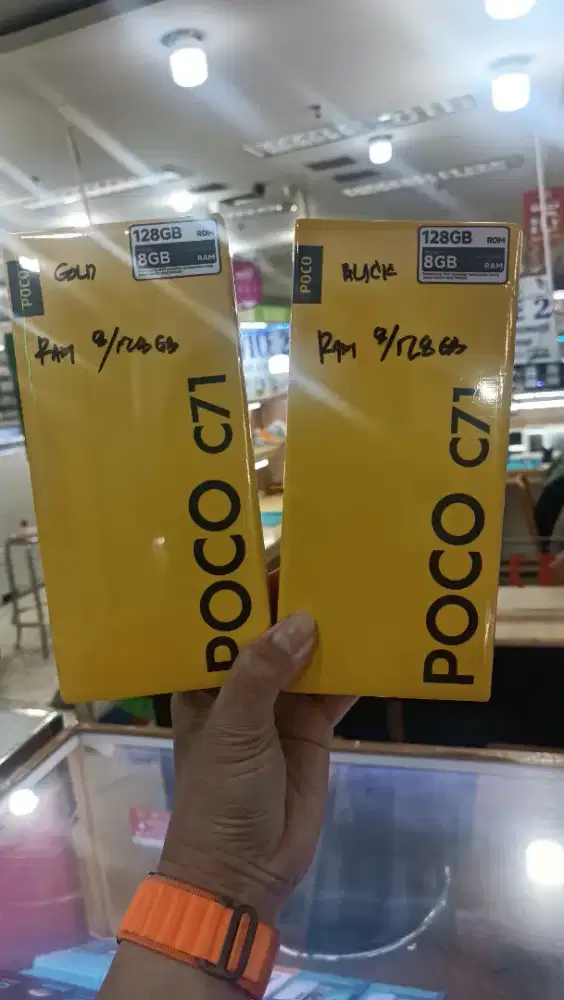 POCO
GOLD
128GB ROM
8GB RAM
RAM 8/128 GB
POCO C71
POCO
BLACK
128GB ROM
8GB RAM
RAM 8/128 GB
POCO C71